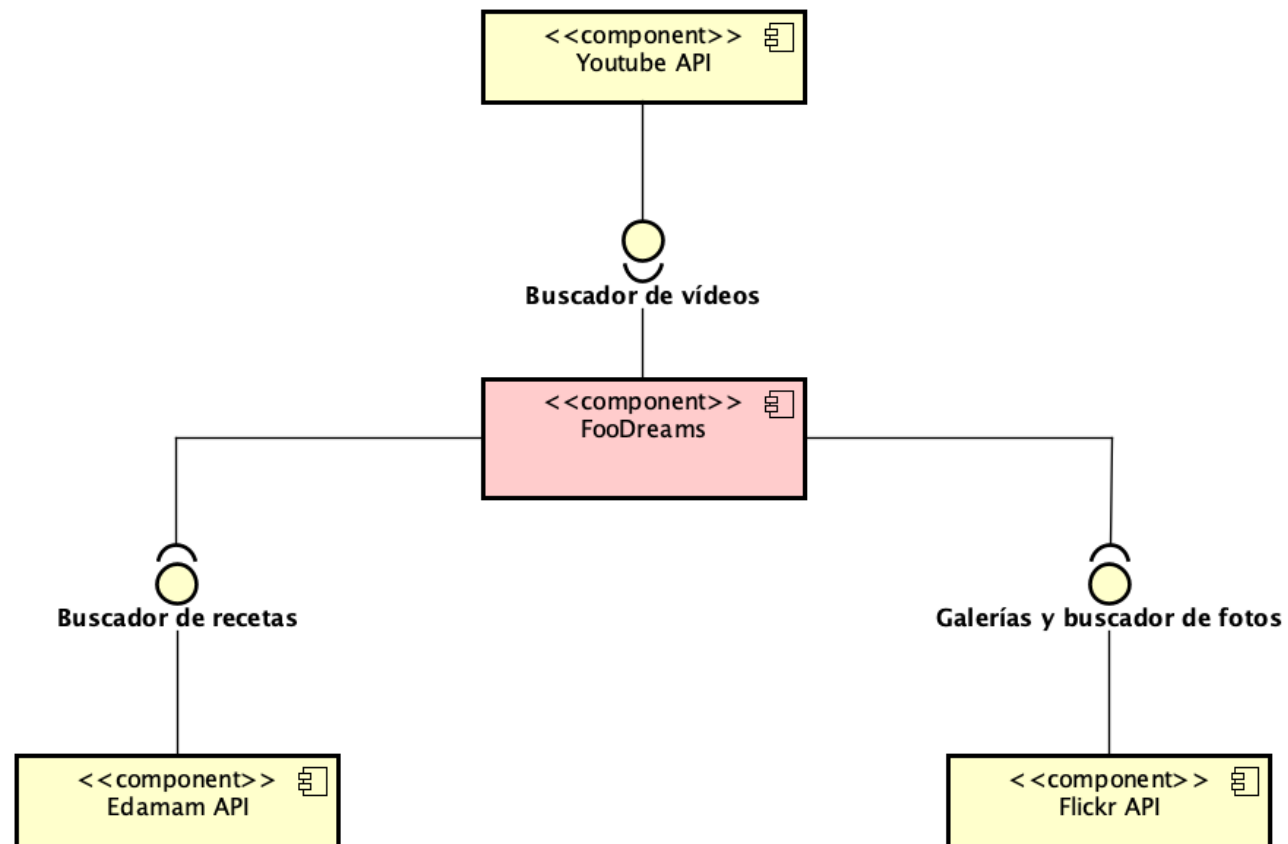 <<component>>
Youtube API
Buscador de vídeos
<<component>>
FooDreams
Buscador de recetas
Galerías y buscador de fotos
<<component>>
Edamam API
<<component>>
Flickr API